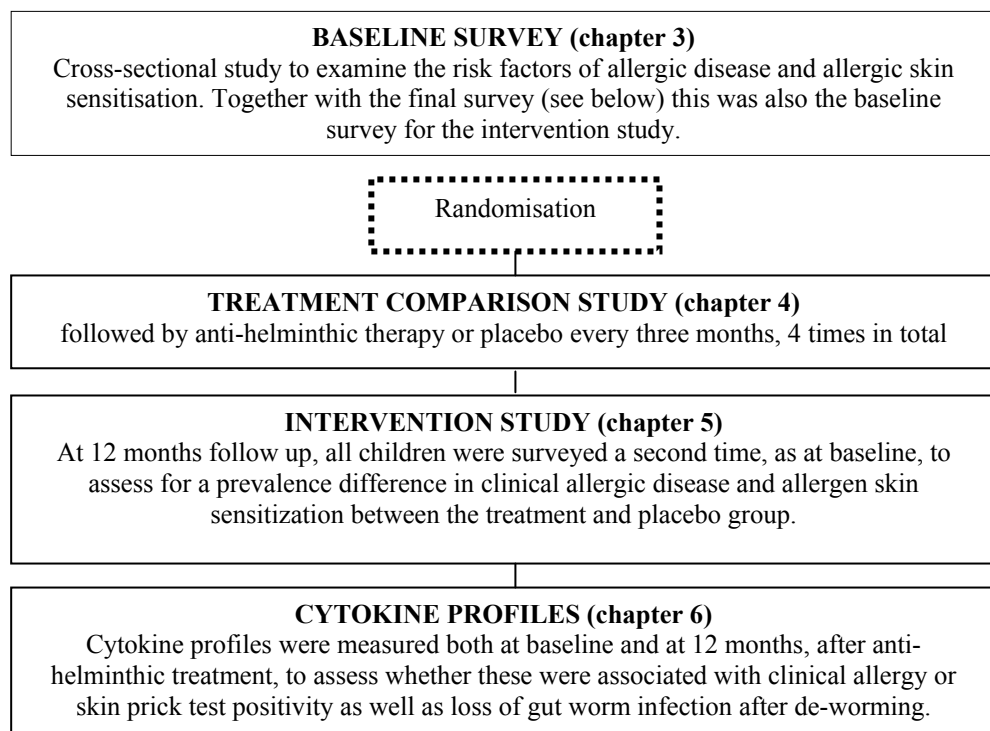 BASELINE SURVEY (chapter 3)
Cross-sectional study to examine the risk factors of allergic disease and allergic skin
sensitisation. Together with the final survey (see below) this was also the baseline
survey for the intervention study.
Randomisation
TREATMENT COMPARISON STUDY (chapter 4)
followed by anti-helminthic therapy or placebo every three months, 4 times in total
INTERVENTION STUDY (chapter 5)
At 12 months follow up, all children were surveyed a second time, as at baseline, to
assess for a prevalence difference in clinical allergic disease and allergen skin
sensitization between the treatment and placebo group.
CYTOKINE PROFILES (chapter 6)
Cytokine profiles were measured both at baseline and at 12 months, after anti-
helminthic treatment, to assess whether these were associated with clinical allergy or
skin prick test positivity as well as loss of gut worm infection after de-worming.